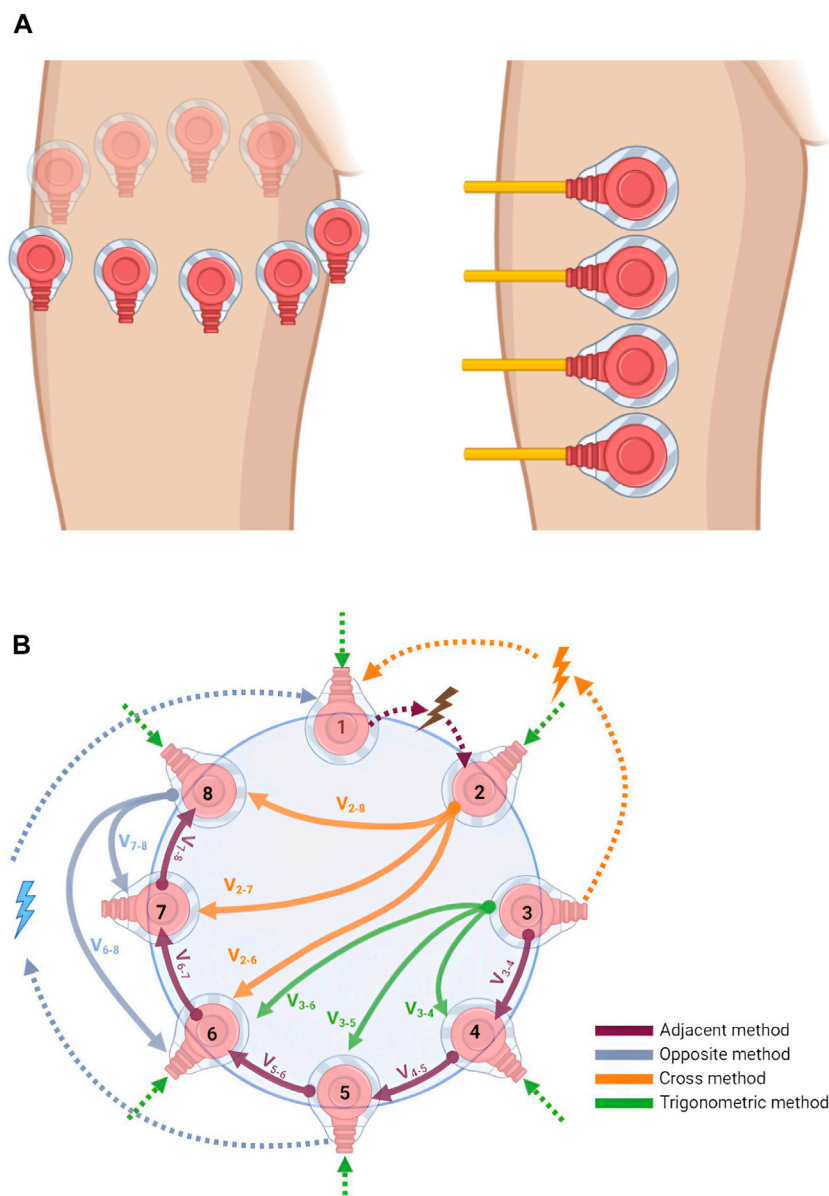 A
B
1
2
8
V2-8
V7-8
V7-8
V2-7
7
3
V6-8
V6-7
V2-6
V3-6
V3-5
V3-4
V3-4
6
4
V5-6
V4-5
5
Adjacent method
Opposite method
Cross method
Trigonometric method